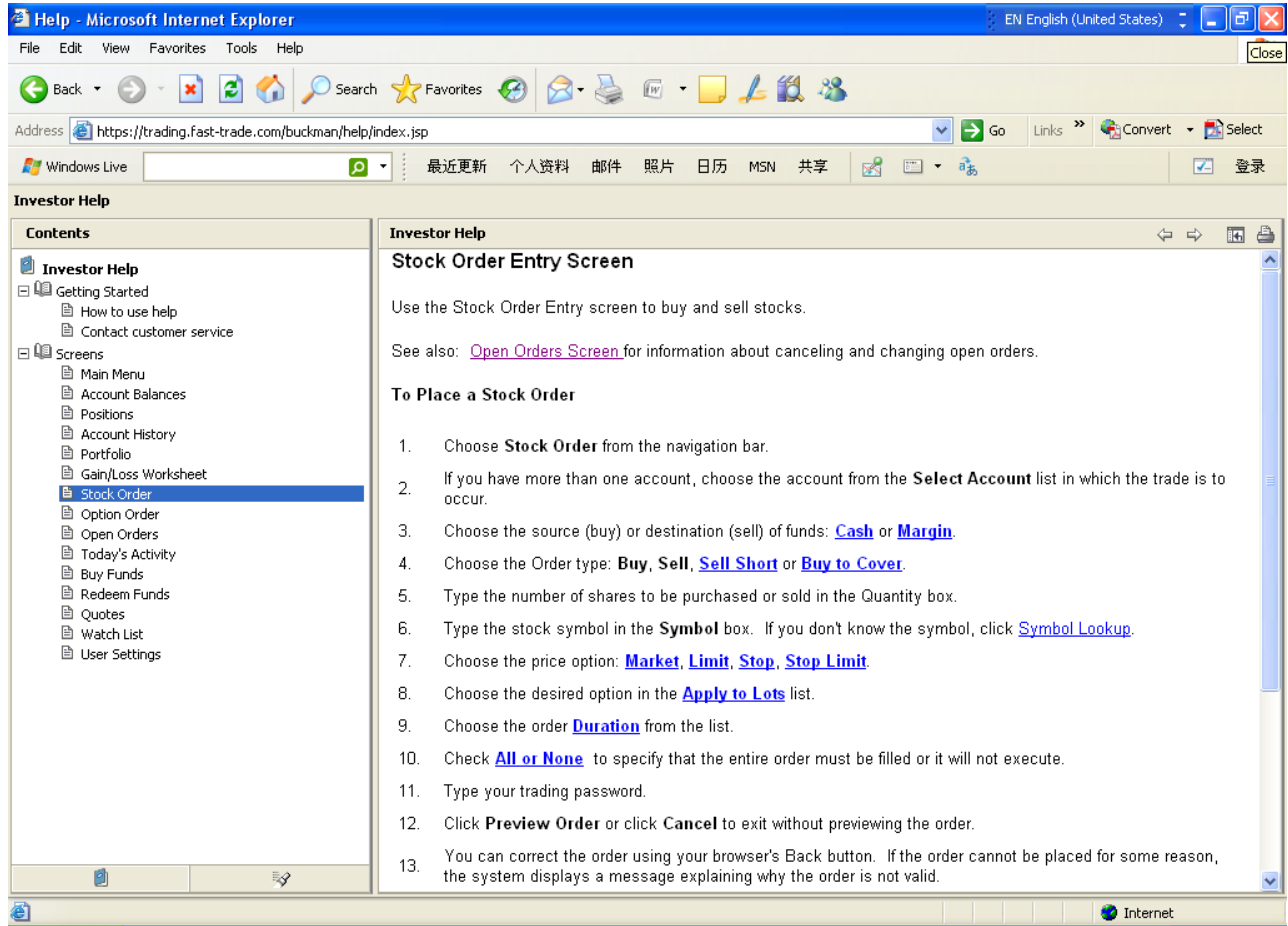 Help - Microsoft Internet Explorer
EN English (United States)
File Edit View Favorites Tools Help
Close
Back Search Favorites
Address https://trading.fast-trade.com/buckman/help/index.jsp Go Links » Convert Select
Windows Live 最近更新 个人资料 邮件 照片 日历 MSN 共享 登录
Investor Help
Contents
Investor Help
Getting Started
How to use help
Contact customer service
Screens
Main Menu
Account Balances
Positions
Account History
Portfolio
Gain/Loss Worksheet
Stock Order
Option Order
Open Orders
Today's Activity
Buy Funds
Redeem Funds
Quotes
Watch List
User Settings
Investor Help
Stock Order Entry Screen
Use the Stock Order Entry screen to buy and sell stocks.
See also: Open Orders Screen for information about canceling and changing open orders.
To Place a Stock Order
1. Choose Stock Order from the navigation bar.
2. If you have more than one account, choose the account from the Select Account list in which the trade is to
occur.
3. Choose the source (buy) or destination (sell) of funds: Cash or Margin.
4. Choose the Order type: Buy, Sell, Sell Short or Buy to Cover.
5. Type the number of shares to be purchased or sold in the Quantity box.
6. Type the stock symbol in the Symbol box. If you don't know the symbol, click Symbol Lookup.
7. Choose the price option: Market, Limit, Stop, Stop Limit.
8. Choose the desired option in the Apply to Lots list.
9. Choose the order Duration from the list.
10. Check All or None to specify that the entire order must be filled or it will not execute.
11. Type your trading password.
12. Click Preview Order or click Cancel to exit without previewing the order.
13. You can correct the order using your browser's Back button. If the order cannot be placed for some reason,
the system displays a message explaining why the order is not valid.
Internet